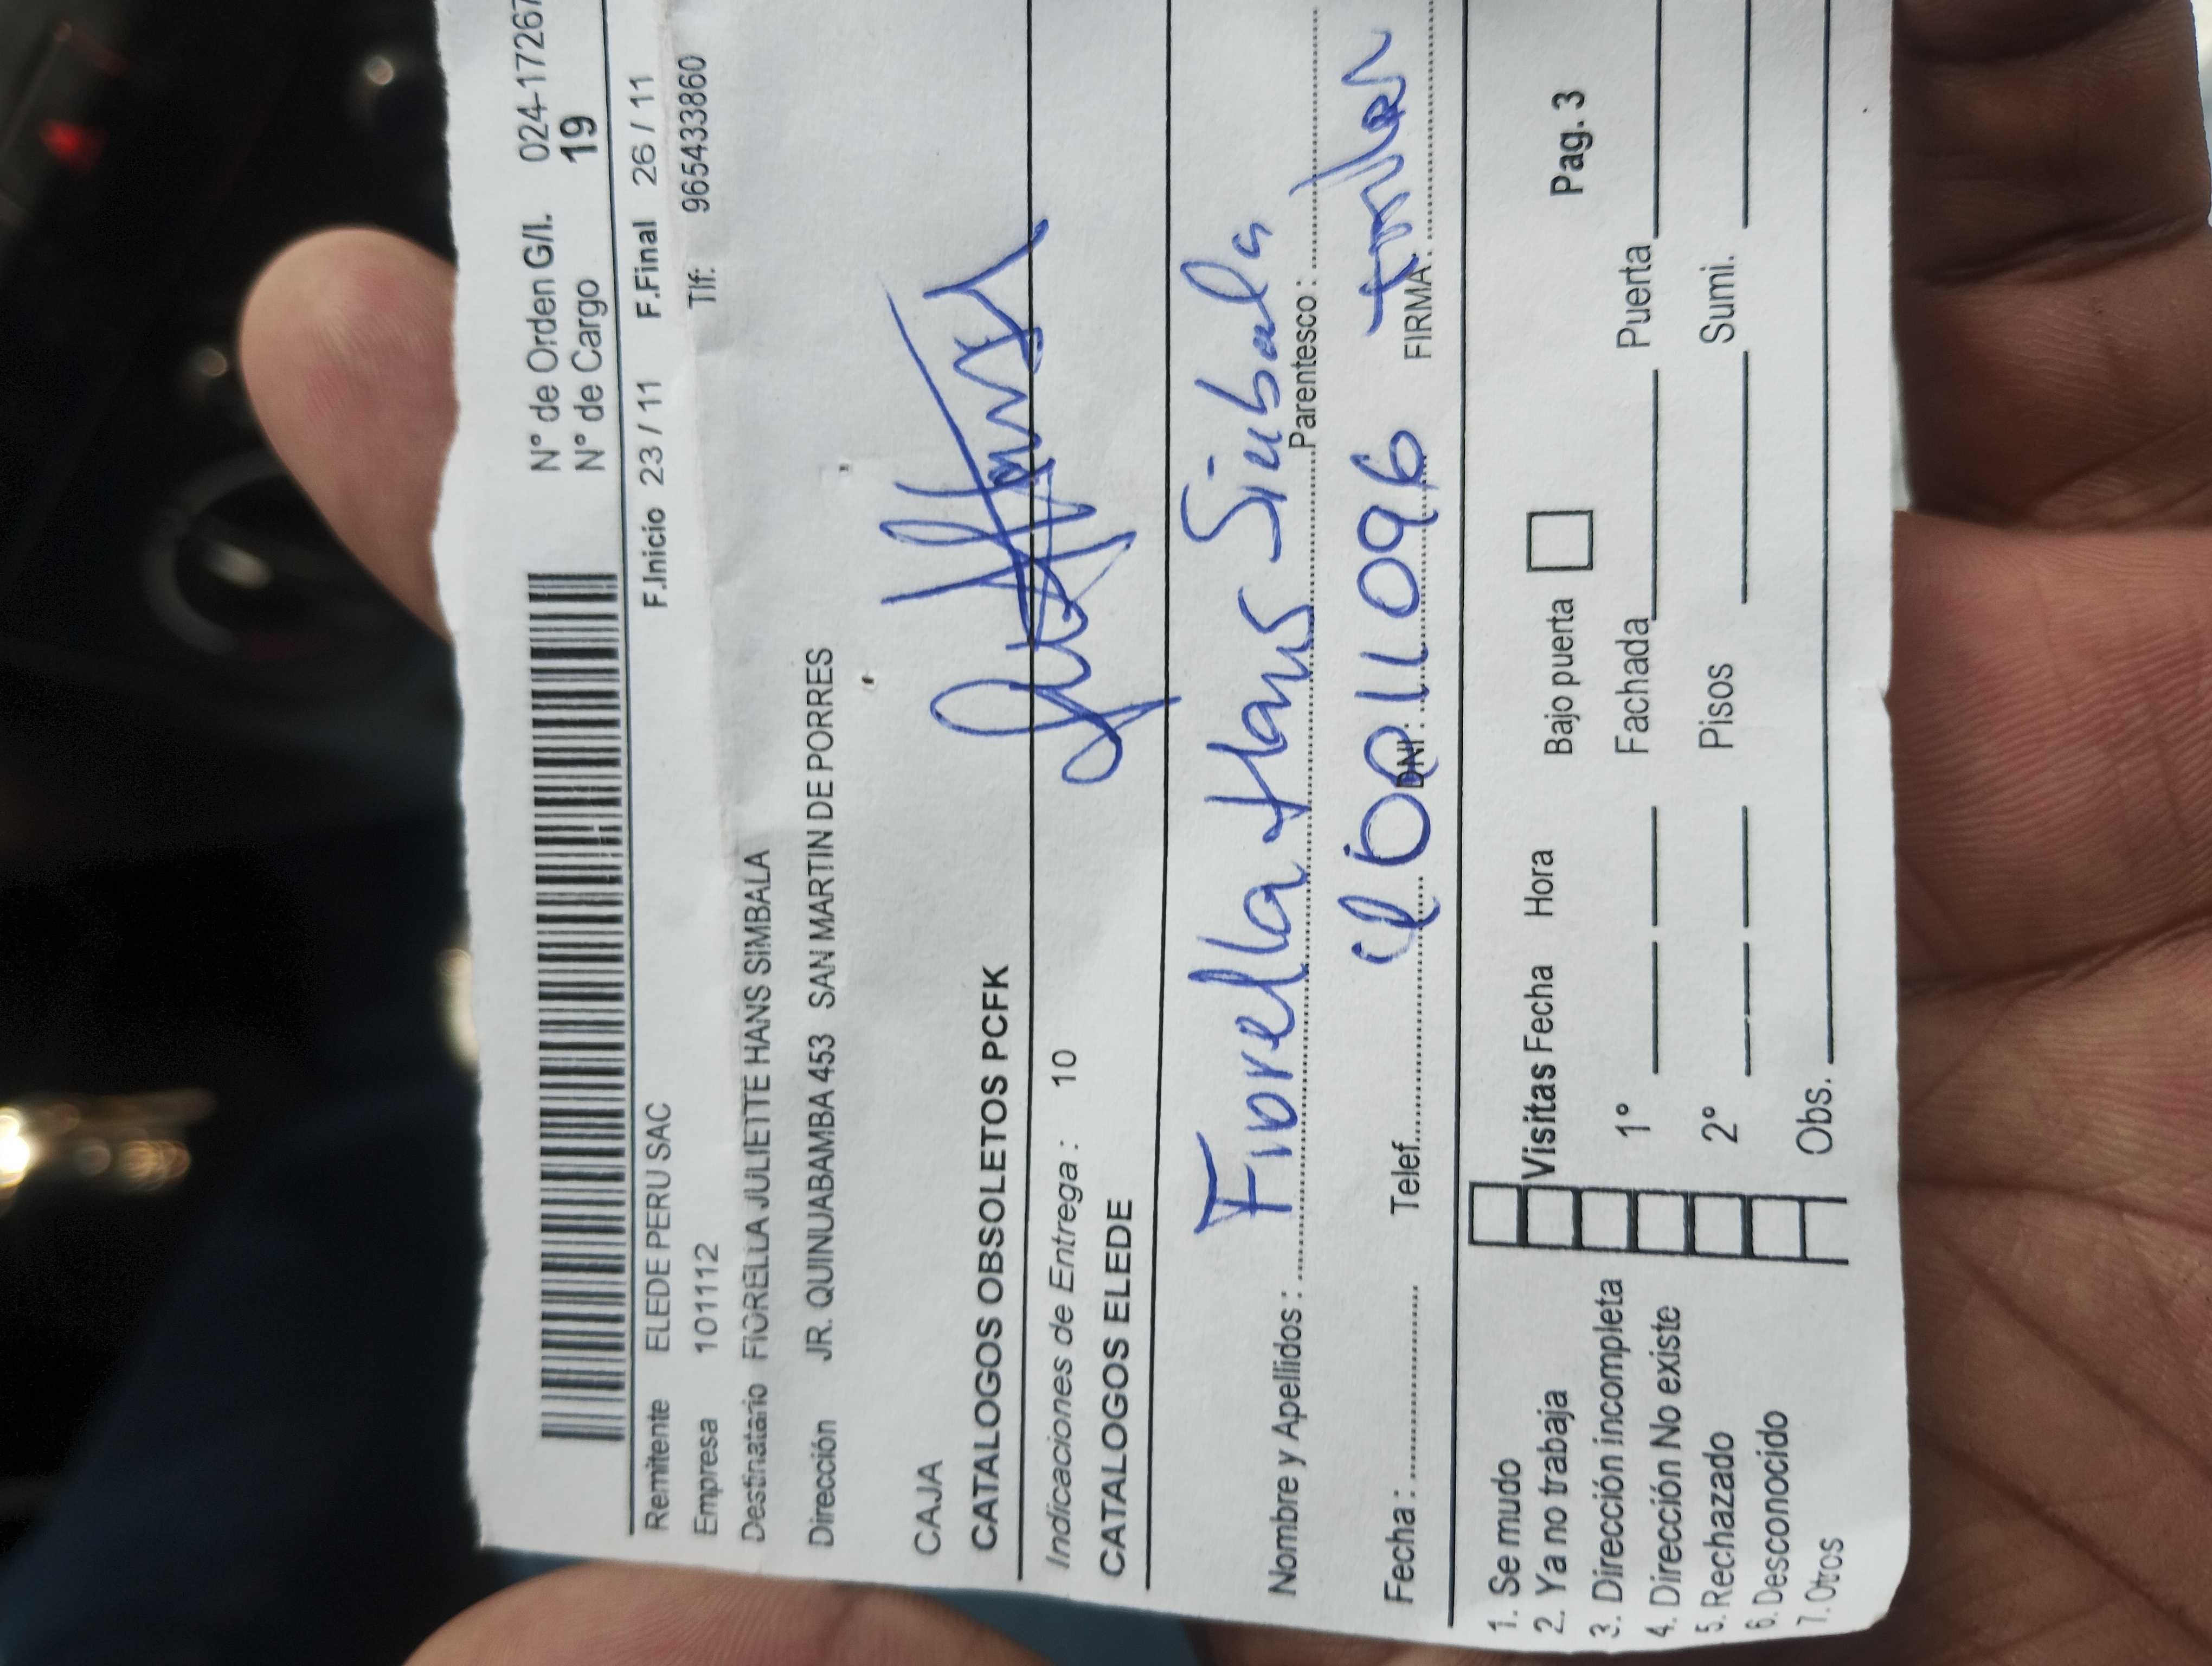 N° de Orden G/I. 024-17267
N° de Cargo 19
F.Inicio 23 / 11 F.Final 26 / 11
Remitente ELEDE PERU SAC
Empresa 101112 Tlf: 965433860
Destinatario FIORELLA JULIETTE HANS SIMBALA
Dirección JR. QUINUABAMBA 453 SAN MARTIN DE PORRES
CAJA
CATALOGOS OBSOLETOS PCFK
Indicaciones de Entrega : 10
CATALOGOS ELEDE
Nombre y Apellidos : Fiorella Hans Simbala Parentesco :
Fecha : Telef. DNI: FIRMA:
1. Se mudo
2. Ya no trabaja Visitas Fecha Hora Bajo puerta Pag. 3
3. Dirección incompleta
4. Dirección No existe 1° Fachada Puerta
5. Rechazado
6. Desconocido 2° Pisos Sumi.
7. Otros Obs.